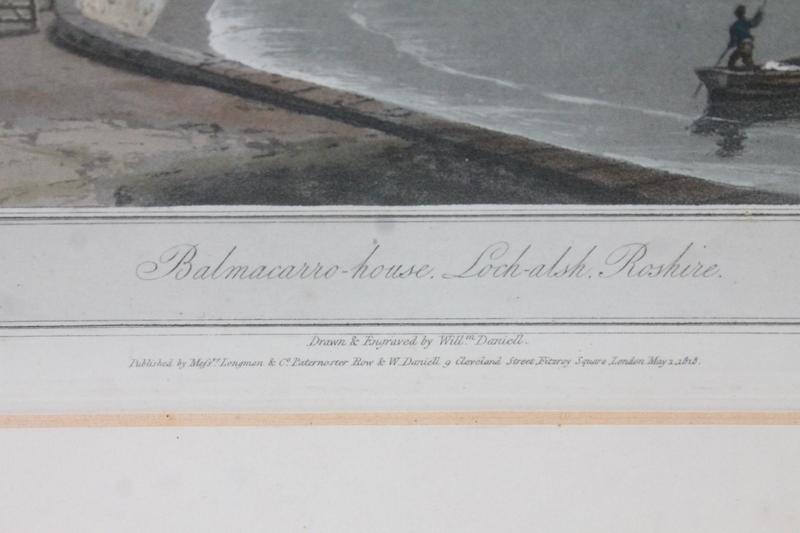 Balmacarro-house. Loch-alsh. Roshire.
Drawn & Engraved by Willᵐ. Daniell.
Published by Meſsʳˢ. Longman & Cº. Paternoster Row & W. Daniell 9 Cleveland Street, Fitzroy Square, London May 1, 1818.